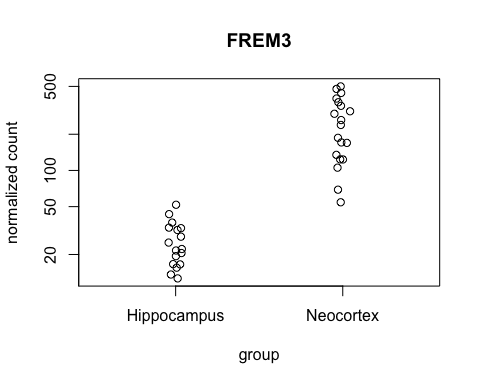 FREM3
normalized count
500
100
50
20
Hippocampus Neocortex
group